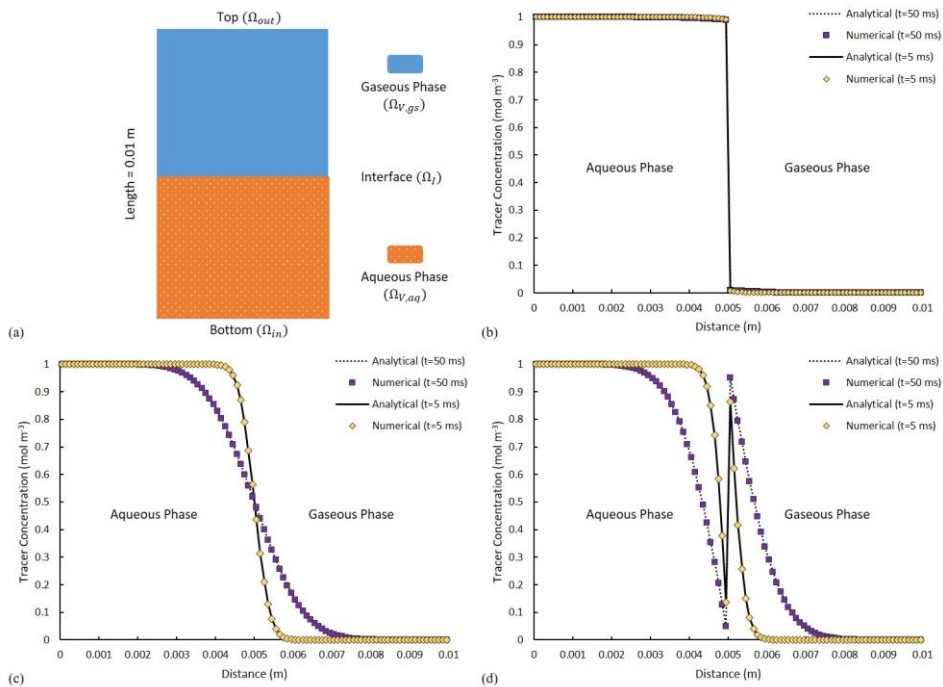 Top (Ω_out)
Length = 0.01 m
Gaseous Phase
(Ω_V,gs)
Interface (Ω_I)
Aqueous Phase
(Ω_V,aq)
Bottom (Ω_in)
(a)
Tracer Concentration (mol m⁻³)
1
0.9
0.8
0.7
0.6
0.5
0.4
0.3
0.2
0.1
0
Analytical (t=50 ms)
Numerical (t=50 ms)
Analytical (t=5 ms)
Numerical (t=5 ms)
Aqueous Phase
Gaseous Phase
0 0.001 0.002 0.003 0.004 0.005 0.006 0.007 0.008 0.009 0.01
Distance (m)
(b)
Tracer Concentration (mol m⁻³)
1
0.9
0.8
0.7
0.6
0.5
0.4
0.3
0.2
0.1
0
Analytical (t=50 ms)
Numerical (t=50 ms)
Analytical (t=5 ms)
Numerical (t=5 ms)
Aqueous Phase
Gaseous Phase
0 0.001 0.002 0.003 0.004 0.005 0.006 0.007 0.008 0.009 0.01
Distance (m)
(c)
Tracer Concentration (mol m⁻³)
1
0.9
0.8
0.7
0.6
0.5
0.4
0.3
0.2
0.1
0
Analytical (t=50 ms)
Numerical (t=50 ms)
Analytical (t=5 ms)
Numerical (t=5 ms)
Aqueous Phase
Gaseous Phase
0 0.001 0.002 0.003 0.004 0.005 0.006 0.007 0.008 0.009 0.01
Distance (m)
(d)